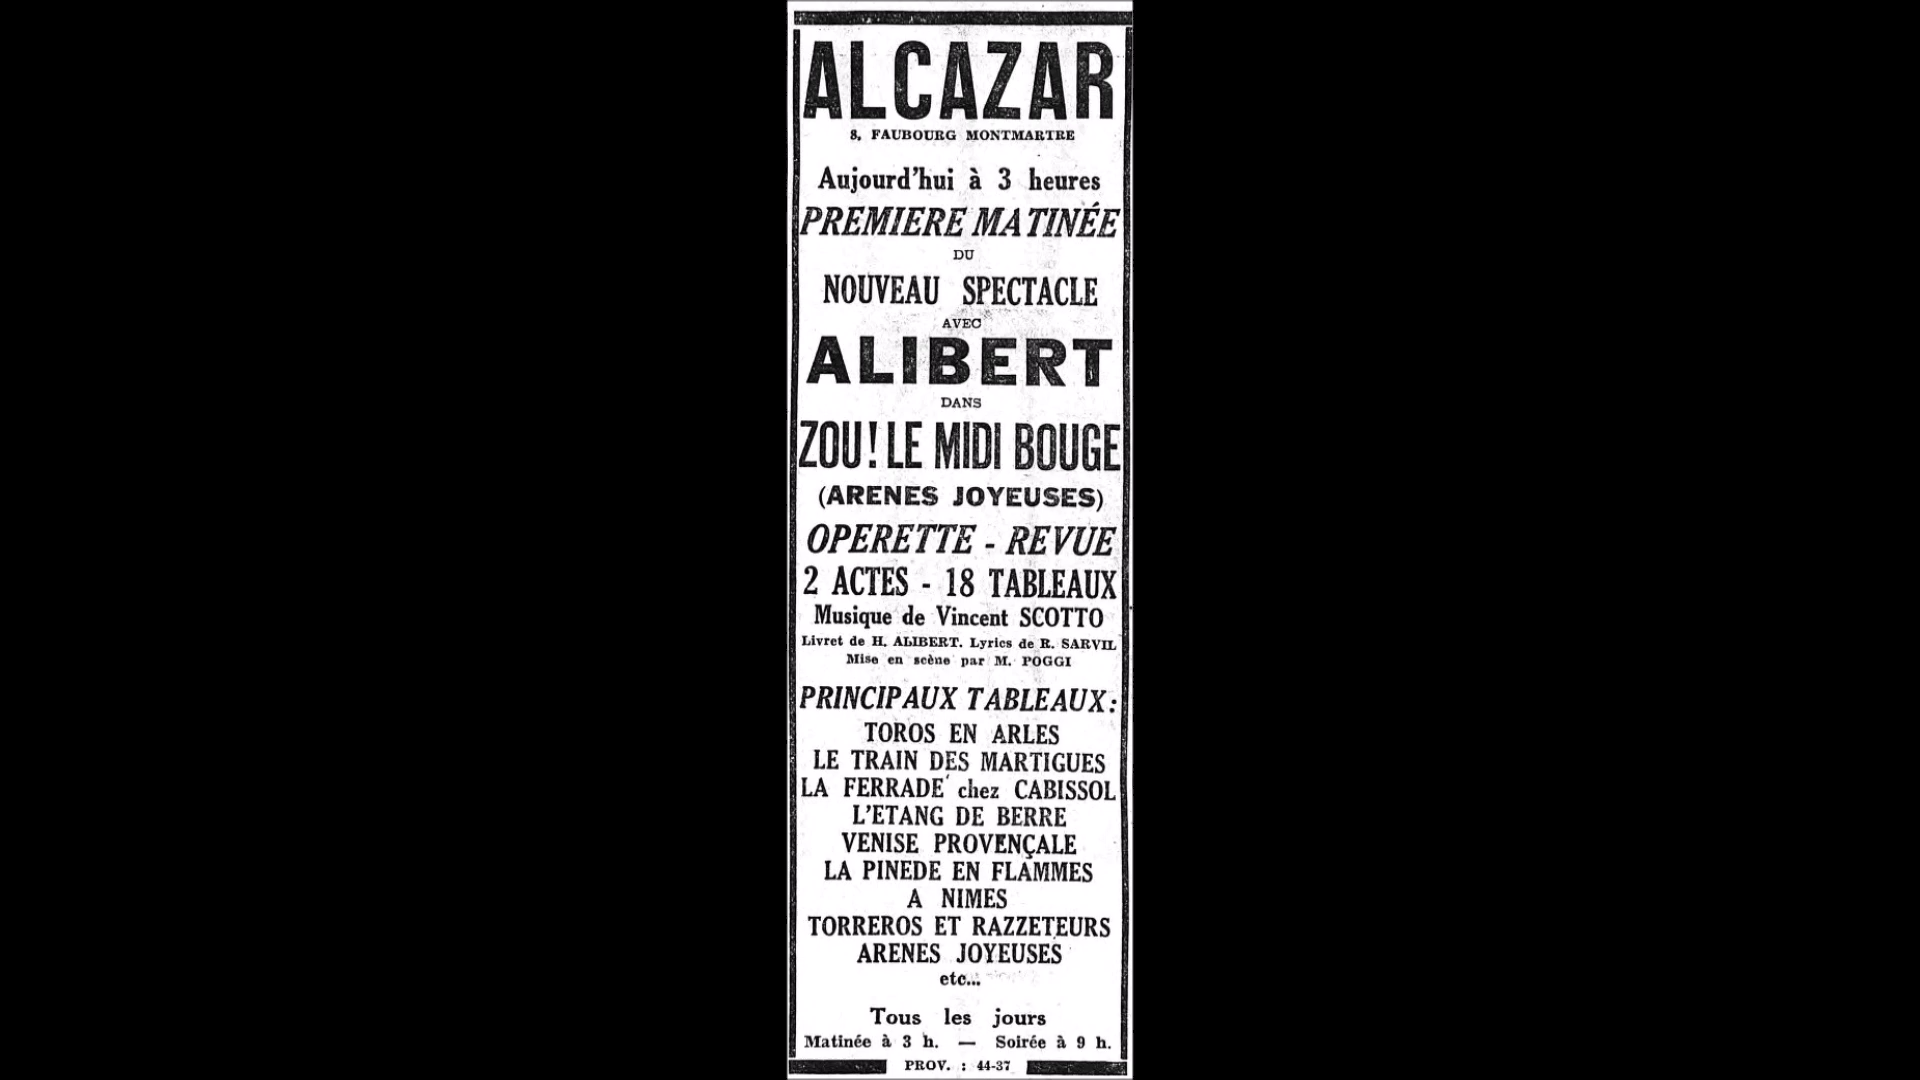 ALCAZAR
8, FAUBOURG MONTMARTRE
Aujourd'hui à 3 heures
PREMIERE MATINÉE
DU
NOUVEAU SPECTACLE
AVEC
ALIBERT
DANS
ZOU! LE MIDI BOUGE
(ARENES JOYEUSES)
OPERETTE - REVUE
2 ACTES - 18 TABLEAUX
Musique de Vincent SCOTTO
Livret de H. ALIBERT. Lyrics de R. SARVIL
Mise en scène par M. POGGI
PRINCIPAUX TABLEAUX:
TOROS EN ARLES
LE TRAIN DES MARTIGUES
LA FERRADE chez CABISSOL
L'ETANG DE BERRE
VENISE PROVENÇALE
LA PINEDE EN FLAMMES
A NIMES
TORREROS ET RAZZETEURS
ARENES JOYEUSES
etc...
Tous les jours
Matinée à 3 h. — Soirée à 9 h.
PROV. : 44-37